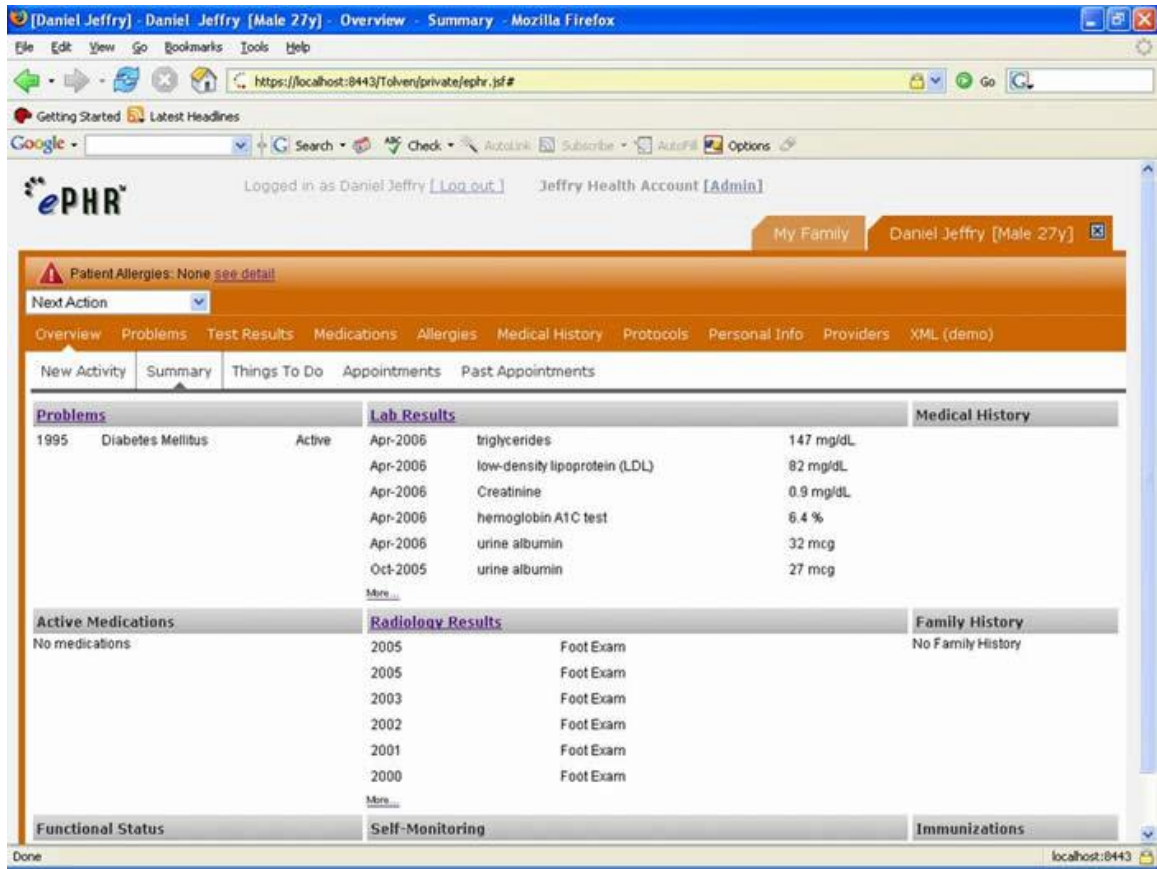 [Daniel Jeffry] - Daniel Jeffry [Male 27y] - Overview - Summary - Mozilla Firefox
File Edit View Go Bookmarks Tools Help
https://localhost:8443/Tolven/private/ephr.jsf# Go
Getting Started Latest Headlines
Google Search Check AutoLink Subscribe AutoFill Options
ePHR Logged in as Daniel Jeffry [ Log out ] Jeffry Health Account [Admin]
My Family Daniel Jeffry [Male 27y]
Patient Allergies: None see detail
Next Action
Overview Problems Test Results Medications Allergies Medical History Protocols Personal Info Providers XML (demo)
New Activity Summary Things To Do Appointments Past Appointments
Problems Lab Results Medical History
1995 Diabetes Mellitus Active Apr-2006 triglycerides 147 mg/dL
Apr-2006 low-density lipoprotein (LDL) 82 mg/dL
Apr-2006 Creatinine 0.9 mg/dL
Apr-2006 hemoglobin A1C test 6.4 %
Apr-2006 urine albumin 32 mcg
Oct-2005 urine albumin 27 mcg
More...
Active Medications Radiology Results Family History
No medications 2005 Foot Exam No Family History
2005 Foot Exam
2003 Foot Exam
2002 Foot Exam
2001 Foot Exam
2000 Foot Exam
More...
Functional Status Self-Monitoring Immunizations
Done localhost:8443